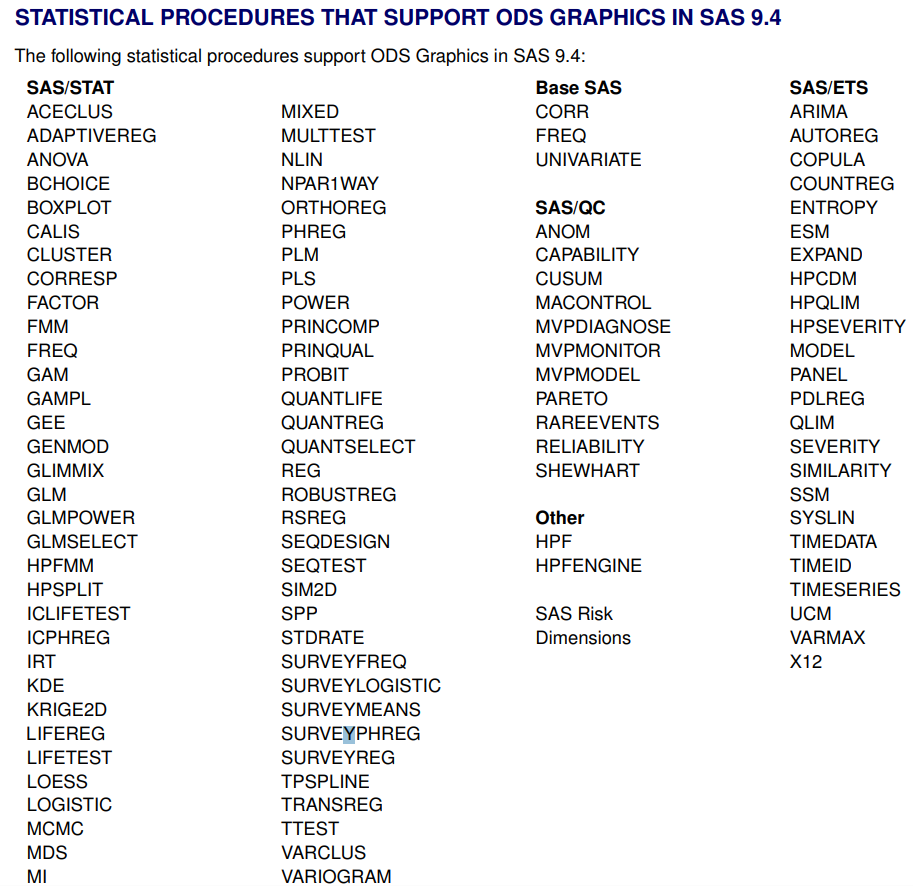 STATISTICAL PROCEDURES THAT SUPPORT ODS GRAPHICS IN SAS 9.4
The following statistical procedures support ODS Graphics in SAS 9.4:
SAS/STAT
ACECLUS
ADAPTIVEREG
ANOVA
BCHOICE
BOXPLOT
CALIS
CLUSTER
CORRESP
FACTOR
FMM
FREQ
GAM
GAMPL
GEE
GENMOD
GLIMMIX
GLM
GLMPOWER
GLMSELECT
HPFMM
HPSPLIT
ICLIFETEST
ICPHREG
IRT
KDE
KRIGE2D
LIFEREG
LIFETEST
LOESS
LOGISTIC
MCMC
MDS
MI
MIXED
MULTTEST
NLIN
NPAR1WAY
ORTHOREG
PHREG
PLM
PLS
POWER
PRINCOMP
PRINQUAL
PROBIT
QUANTLIFE
QUANTREG
QUANTSELECT
REG
ROBUSTREG
RSREG
SEQDESIGN
SEQTEST
SIM2D
SPP
STDRATE
SURVEYFREQ
SURVEYLOGISTIC
SURVEYMEANS
SURVEYPHREG
SURVEYREG
TPSPLINE
TRANSREG
TTEST
VARCLUS
VARIOGRAM
Base SAS
CORR
FREQ
UNIVARIATE
SAS/QC
ANOM
CAPABILITY
CUSUM
MACONTROL
MVPDIAGNOSE
MVPMONITOR
MVPMODEL
PARETO
RAREEVENTS
RELIABILITY
SHEWHART
Other
HPF
HPFENGINE
SAS Risk
Dimensions
SAS/ETS
ARIMA
AUTOREG
COPULA
COUNTREG
ENTROPY
ESM
EXPAND
HPCDM
HPQLIM
HPSEVERITY
MODEL
PANEL
PDLREG
QLIM
SEVERITY
SIMILARITY
SSM
SYSLIN
TIMEDATA
TIMEID
TIMESERIES
UCM
VARMAX
X12